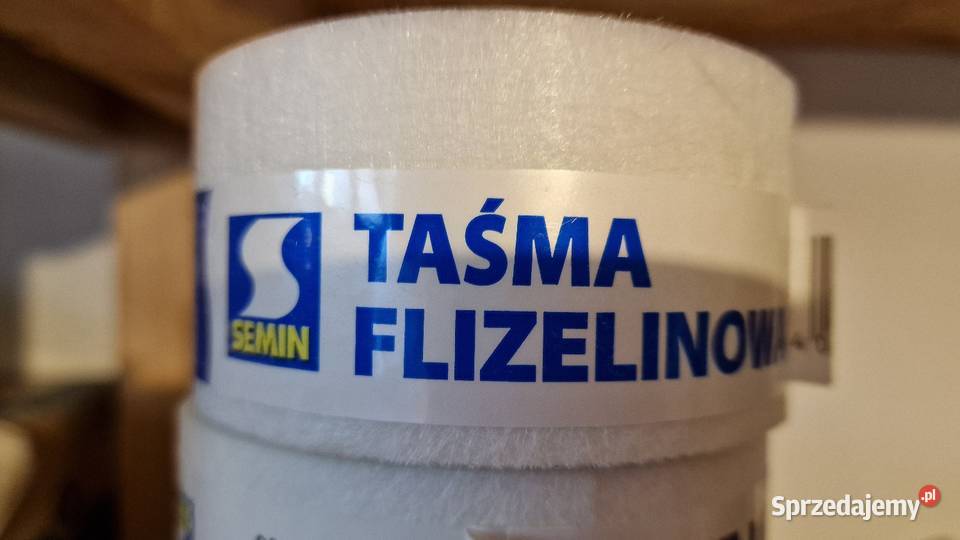 SEMIN
TAŚMA
FLIZELINOWA
Sprzedajemy.pl